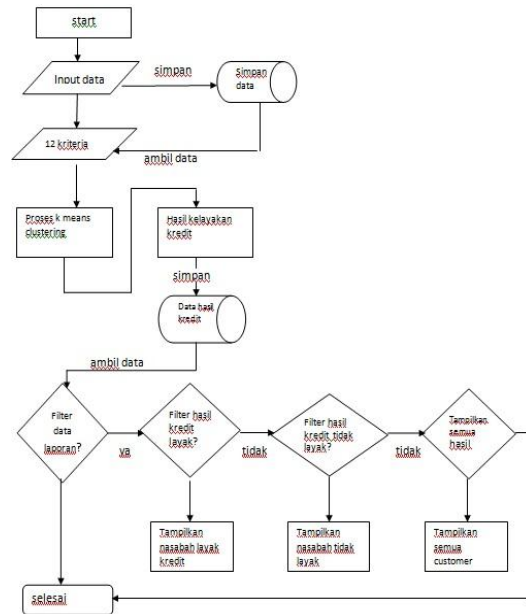 start
Input data
simpan
Simpan
data
12 kriteria
ambil data
Proses k means
clustering
Hasil kelayakan
kredit
simpan
Data hasil
kredit
ambil data
Filter
data
laporan?
ya
Filter hasil
kredit
layak?
tidak
Filter hasil
kredit tidak
layak?
tidak
Tampilkan
semua
hasil
Tampilkan
nasabah layak
kredit
Tampilkan
nasabah tidak
layak
Tampilkan
semua
customer
selesai